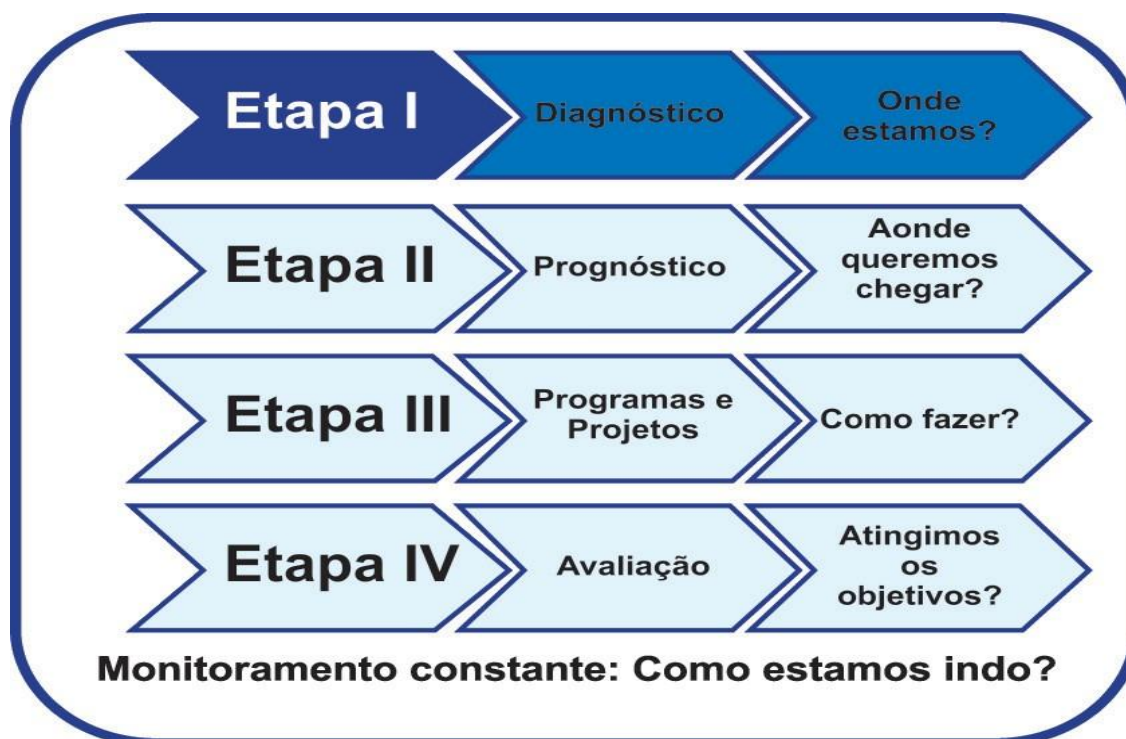 Etapa I
Diagnóstico
Onde
estamos?
Etapa II
Prognóstico
Aonde
queremos
chegar?
Etapa III
Programas e
Projetos
Como fazer?
Etapa IV
Avaliação
Atingimos
os
objetivos?
Monitoramento constante: Como estamos indo?